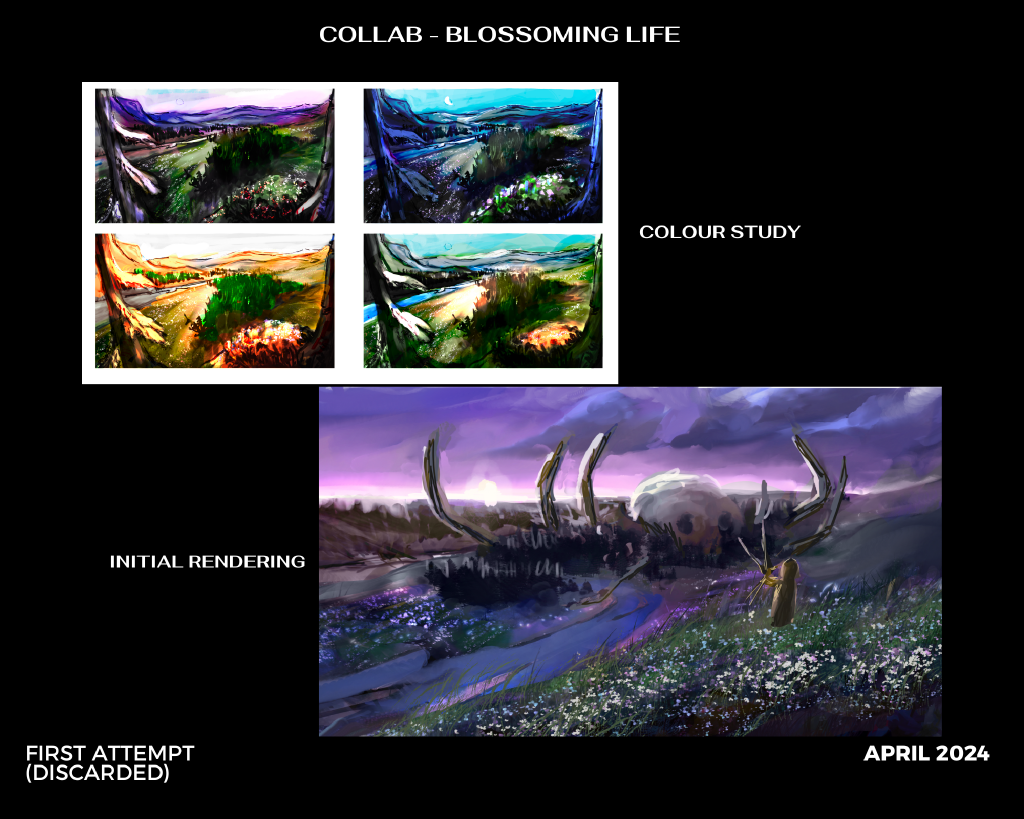 COLLAB - BLOSSOMING LIFE
COLOUR STUDY
INITIAL RENDERING
FIRST ATTEMPT
(DISCARDED)
APRIL 2024